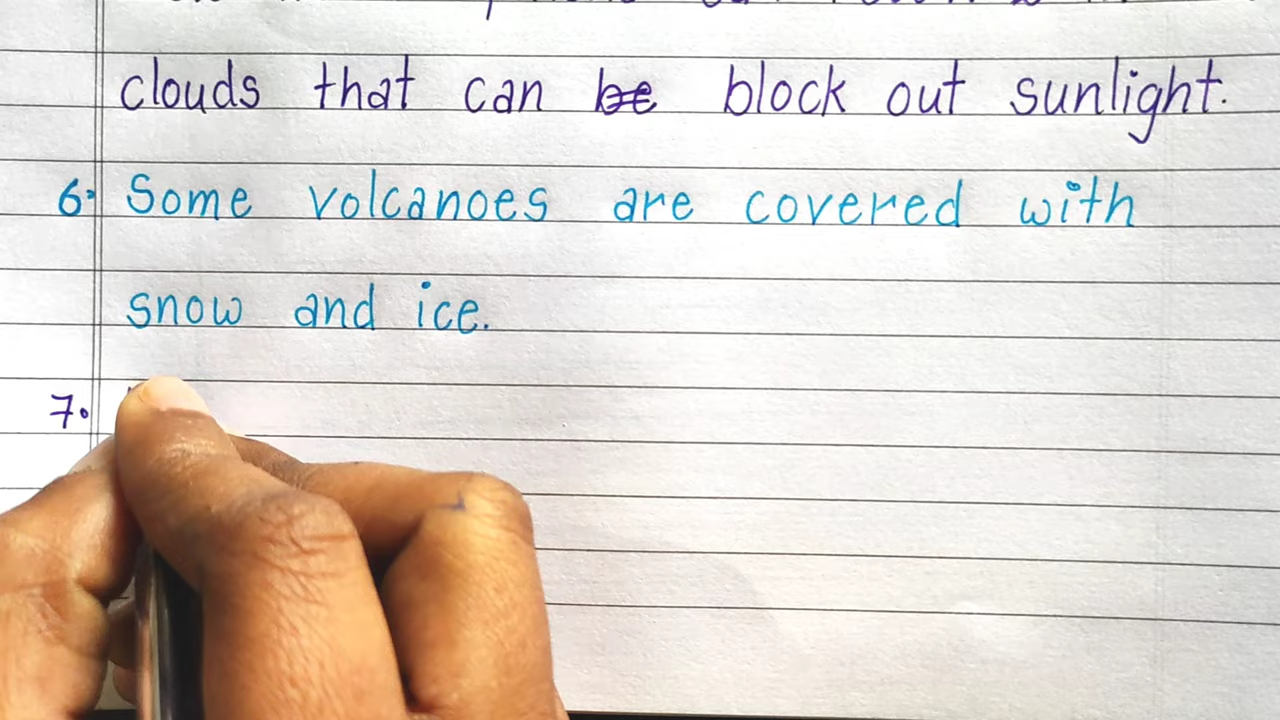 clouds that can be block out sunlight.
6. Some volcanoes are covered with
snow and ice.
7.